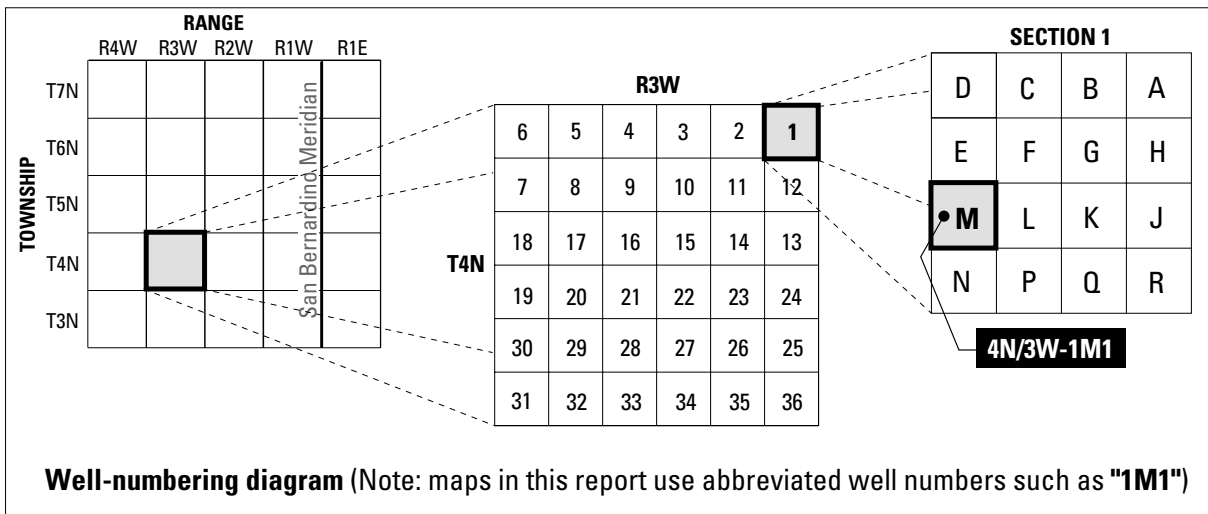 RANGE
R4W R3W R2W R1W R1E
TOWNSHIP
T7N
T6N
T5N
T4N
T3N
San Bernardino Meridian
R3W
T4N
6 5 4 3 2 1
7 8 9 10 11 12
18 17 16 15 14 13
19 20 21 22 23 24
30 29 28 27 26 25
31 32 33 34 35 36
SECTION 1
D C B A
E F G H
M L K J
N P Q R
4N/3W-1M1
Well-numbering diagram (Note: maps in this report use abbreviated well numbers such as "1M1")